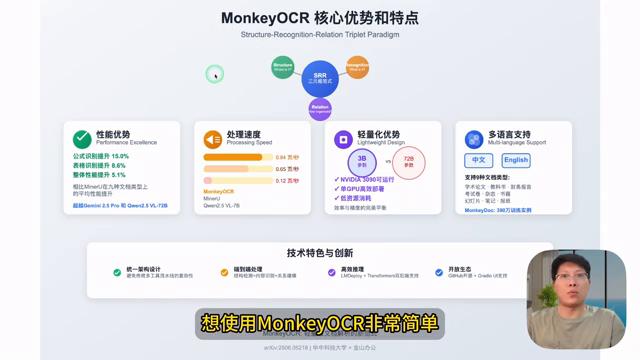 MonkeyOCR 核心优势和特点
Structure-Recognition-Relation Triplet Paradigm
Structure
Recognition
SRR
三元组范式
Relation
性能优势
Performance Excellence
公式识别提升 15.0%
表格识别提升 8.6%
整体性能提升 5.1%
相比MinerU在九种文档类型上
的平均性能提升
超越Gemini 2.5 Pro 和 Qwen2.5 VL-72B
处理速度
Processing Speed
0.84 页/秒
0.65 页/秒
0.12 页/秒
MonkeyOCR
MinerU
Qwen2.5 VL-7B
轻量化优势
Lightweight Design
3B
参数
VS
72B
参数
✓ NVIDIA 3090可运行
✓ 单GPU高效部署
✓ 低资源消耗
效率与精度的完美平衡
多语言支持
Multi-language Support
中文
English
支持9种文档类型:
学术论文 · 教科书 · 财务报告
考试卷 · 杂志 · 书籍
幻灯片 · 笔记 · 报纸
MonkeyDoc: 390万训练实例
技术特色与创新
统一架构设计
避免传统多工具流水线的复杂性
端到端处理
结构检测+内容识别+关系建模
高效推理
LMDeploy + Transformers双后端支持
开放生态
GitHub开源 + Gradio UI支持
想使用MonkeyOCR非常简单
arXiv:2506.05218 | 华中科技大学 × 金山办公